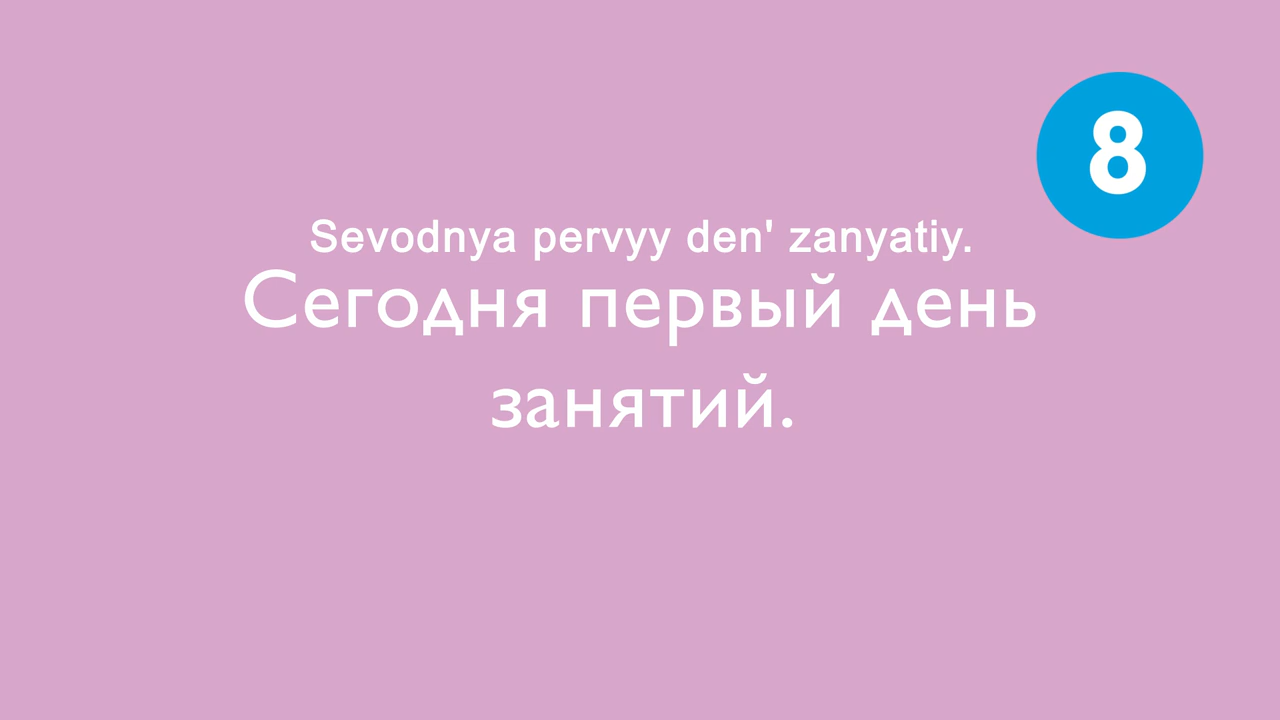 8
Sevodnya pervyy den' zanyatiy.
Сегодня первый день
занятий.